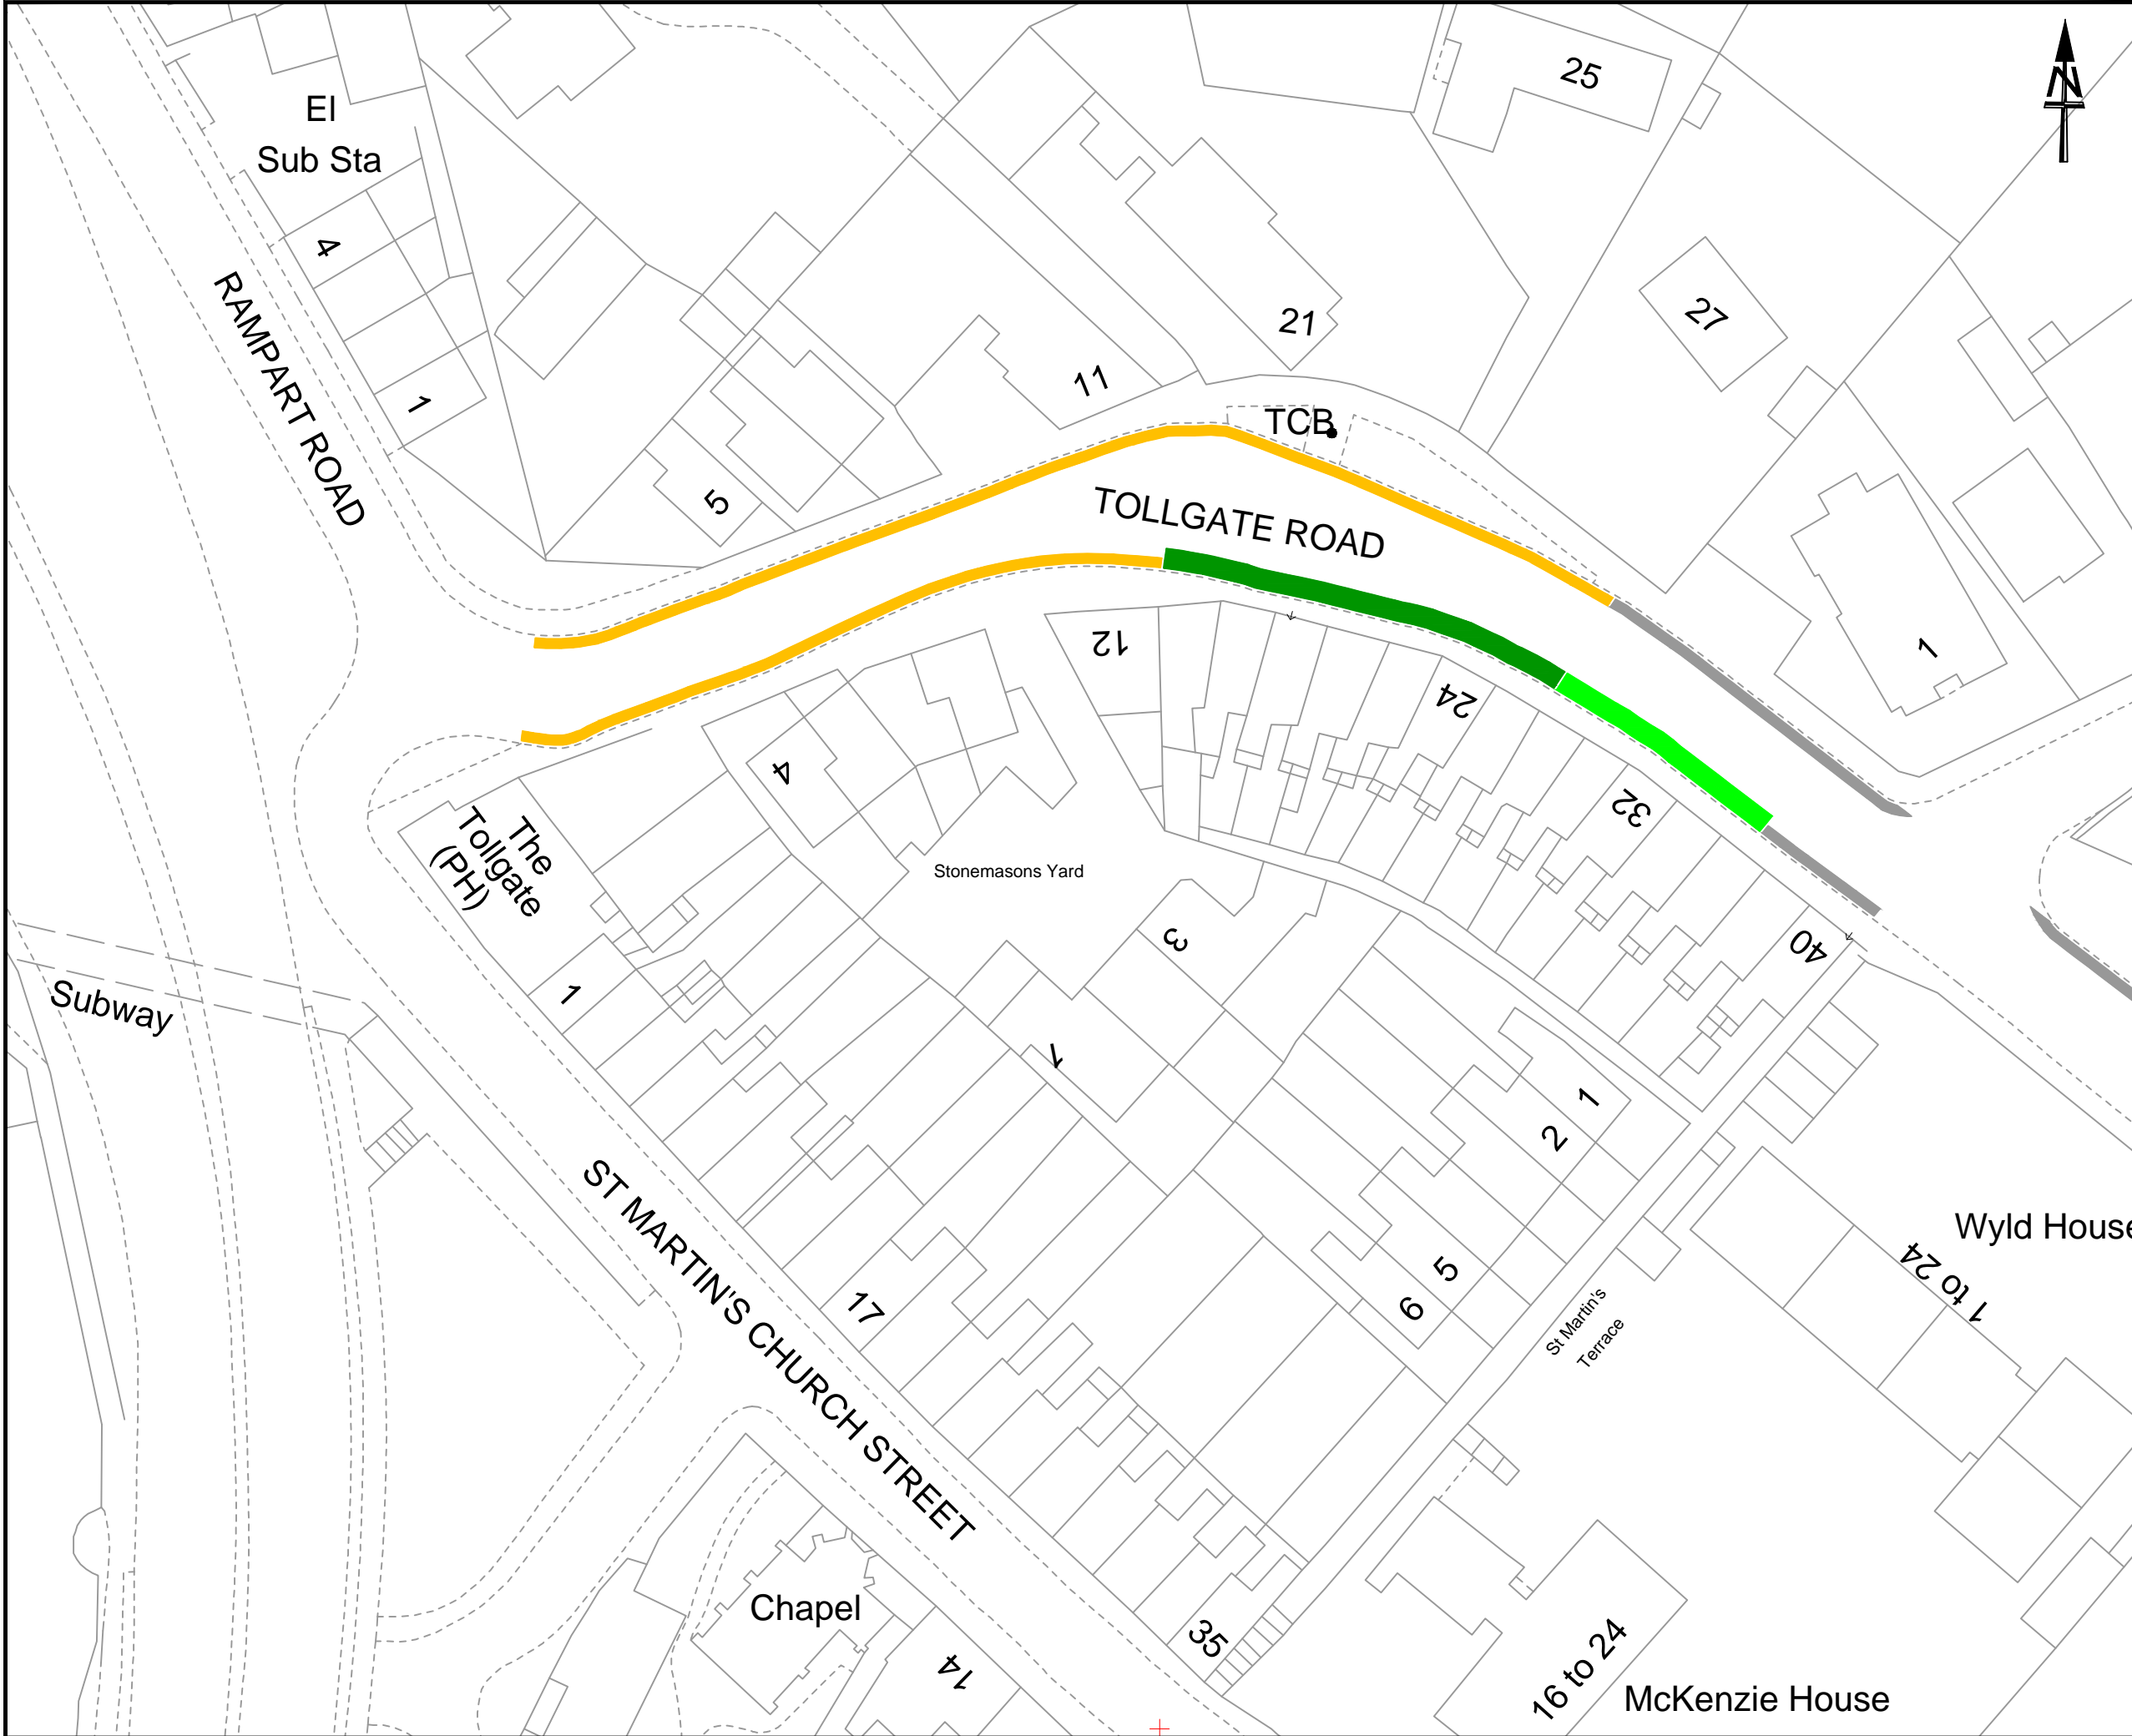 25
N
El
Sub Sta
4
RAMPART ROAD
1
21
27
11
TCB
5
TOLLGATE ROAD
12
1
24
4
32
The
Tollgate
(PH)
Stonemasons Yard
3
40
1
Subway
7
1
2
ST MARTIN'S CHURCH STREET
17
5
6
St Martin's
Terrace
Wyld House
1 to 24
Chapel
35
14
16 to 24
McKenzie House